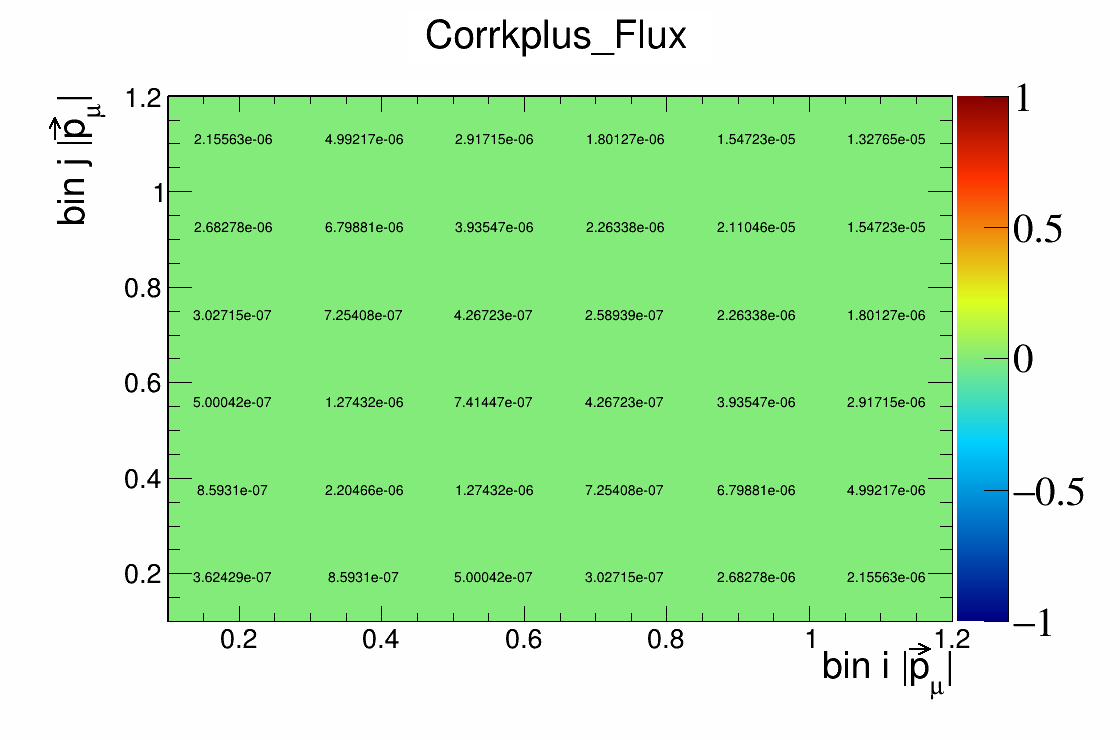 Corrkplus_Flux
bin j |p⃗μ|
1.2
1
0.8
0.6
0.4
0.2
2.15563e-06 4.99217e-06 2.91715e-06 1.80127e-06 1.54723e-05 1.32765e-05
2.68278e-06 6.79881e-06 3.93547e-06 2.26338e-06 2.11046e-05 1.54723e-05
3.02715e-07 7.25408e-07 4.26723e-07 2.58939e-07 2.26338e-06 1.80127e-06
5.00042e-07 1.27432e-06 7.41447e-07 4.26723e-07 3.93547e-06 2.91715e-06
8.5931e-07 2.20466e-06 1.27432e-06 7.25408e-07 6.79881e-06 4.99217e-06
3.62429e-07 8.5931e-07 5.00042e-07 3.02715e-07 2.68278e-06 2.15563e-06
0.2 0.4 0.6 0.8 1 1.2
bin i |p⃗μ|
1
0.5
0
−0.5
−1